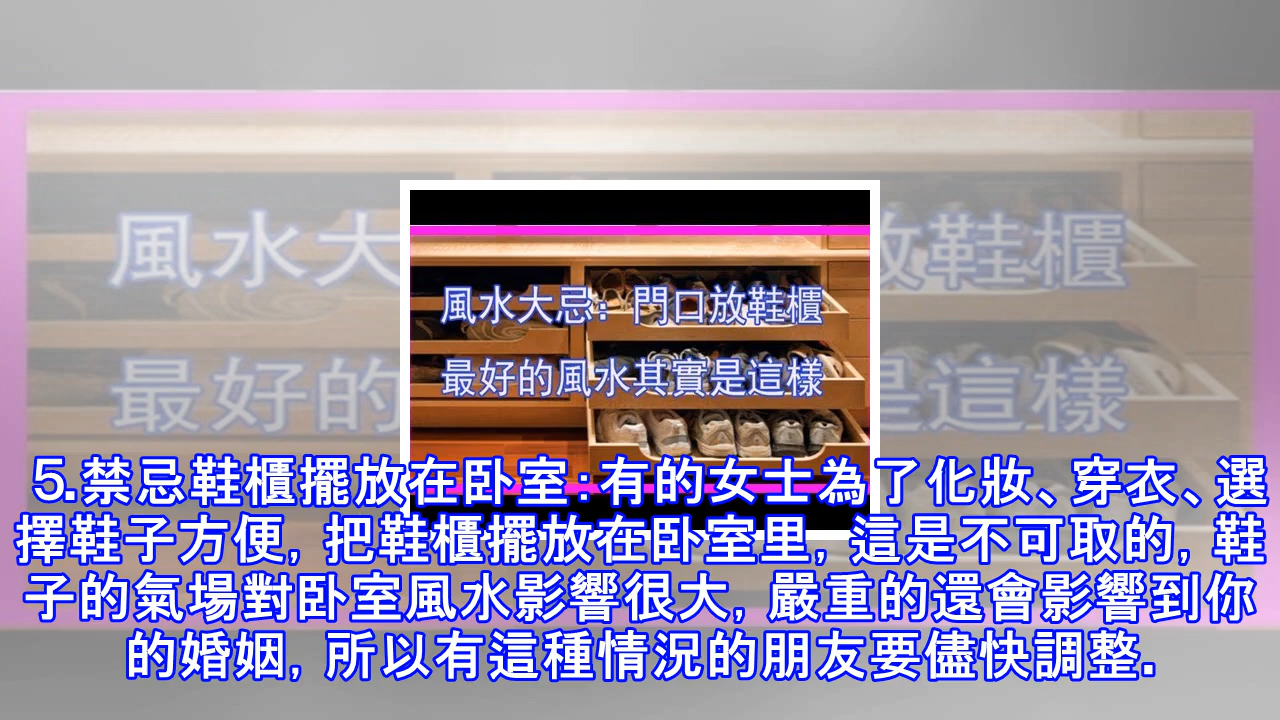 風水大忌：門口放鞋櫃
最好的風水其實是這樣
5.禁忌鞋櫃擺放在卧室:有的女士為了化妝、穿衣、選
擇鞋子方便, 把鞋櫃擺放在卧室里, 這是不可取的, 鞋
子的氣場對卧室風水影響很大, 嚴重的還會影響到你
的婚姻, 所以有這種情況的朋友要儘快調整.